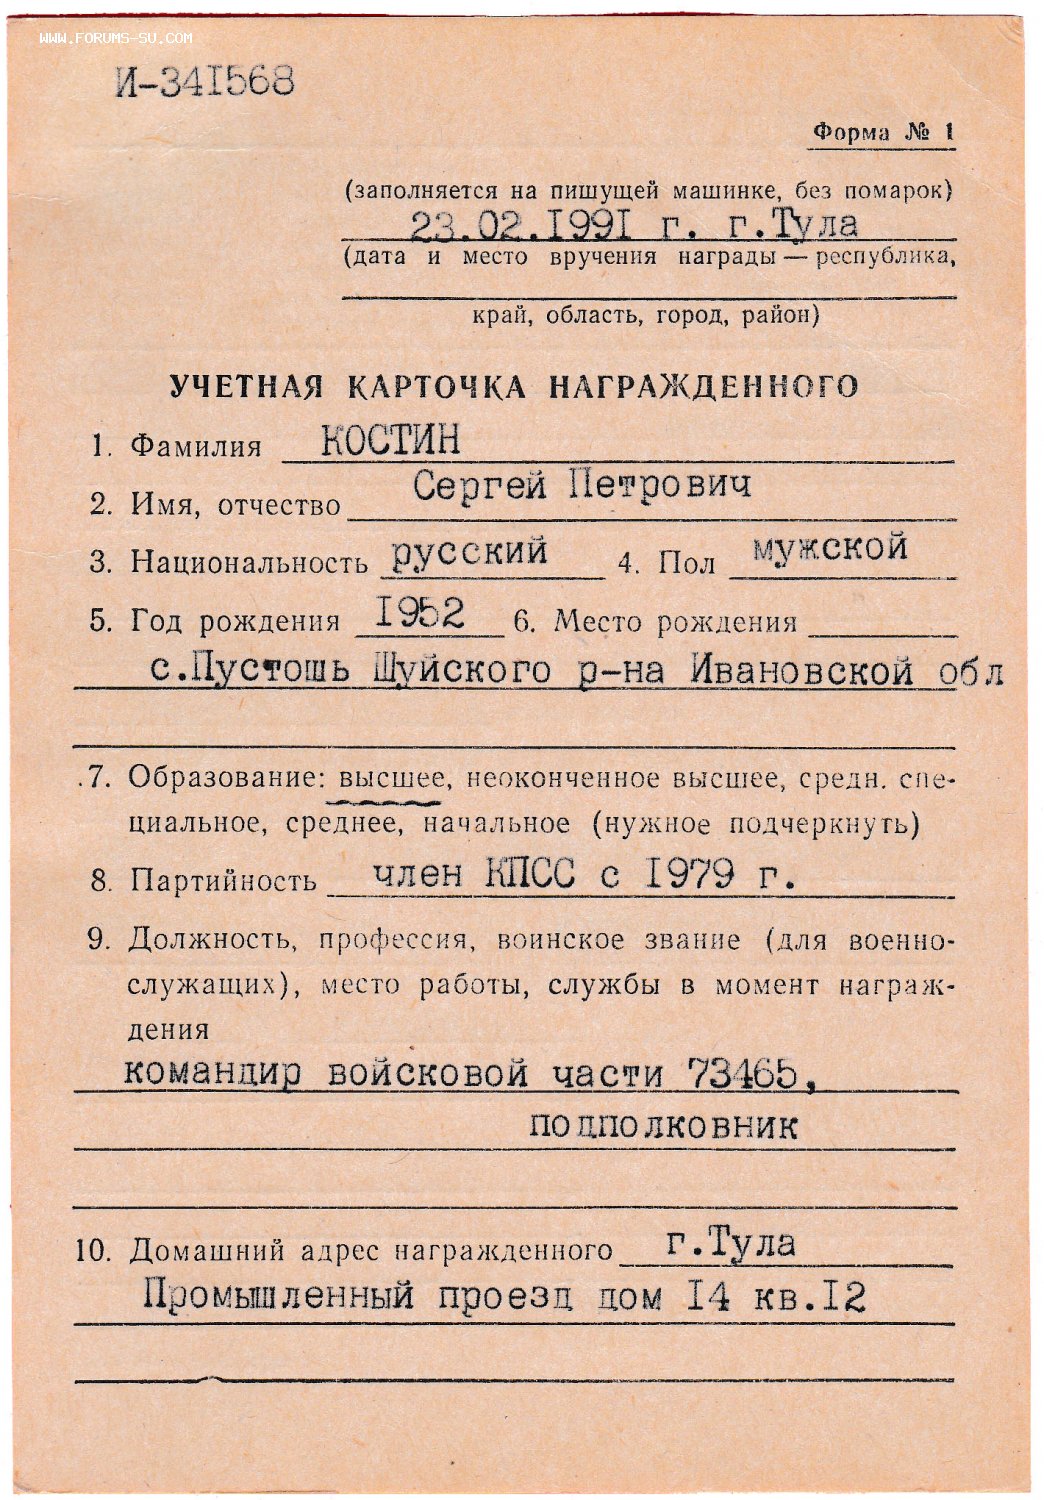 WWW.FORUMS-SU.COM
И-341568
Форма № 1
(заполняется на пишущей машинке, без помарок)
23.02.1991 г. г.Тула
(дата и место вручения награды — республика,
край, область, город, район)
УЧЕТНАЯ КАРТОЧКА НАГРАЖДЕННОГО
1. Фамилия КОСТИН
2. Имя, отчество Сергей Петрович
3. Национальность русский 4. Пол мужской
5. Год рождения 1952 6. Место рождения
с.Пустошь Шуйского р-на Ивановской обл
7. Образование: высшее, неоконченное высшее, средн. спе-
циальное, среднее, начальное (нужное подчеркнуть)
8. Партийность член КПСС с 1979 г.
9. Должность, профессия, воинское звание (для военно-
служащих), место работы, службы в момент награж-
дения
командир войсковой части 73465,
подполковник
10. Домашний адрес награжденного г.Тула
Промышленный проезд дом 14 кв.12